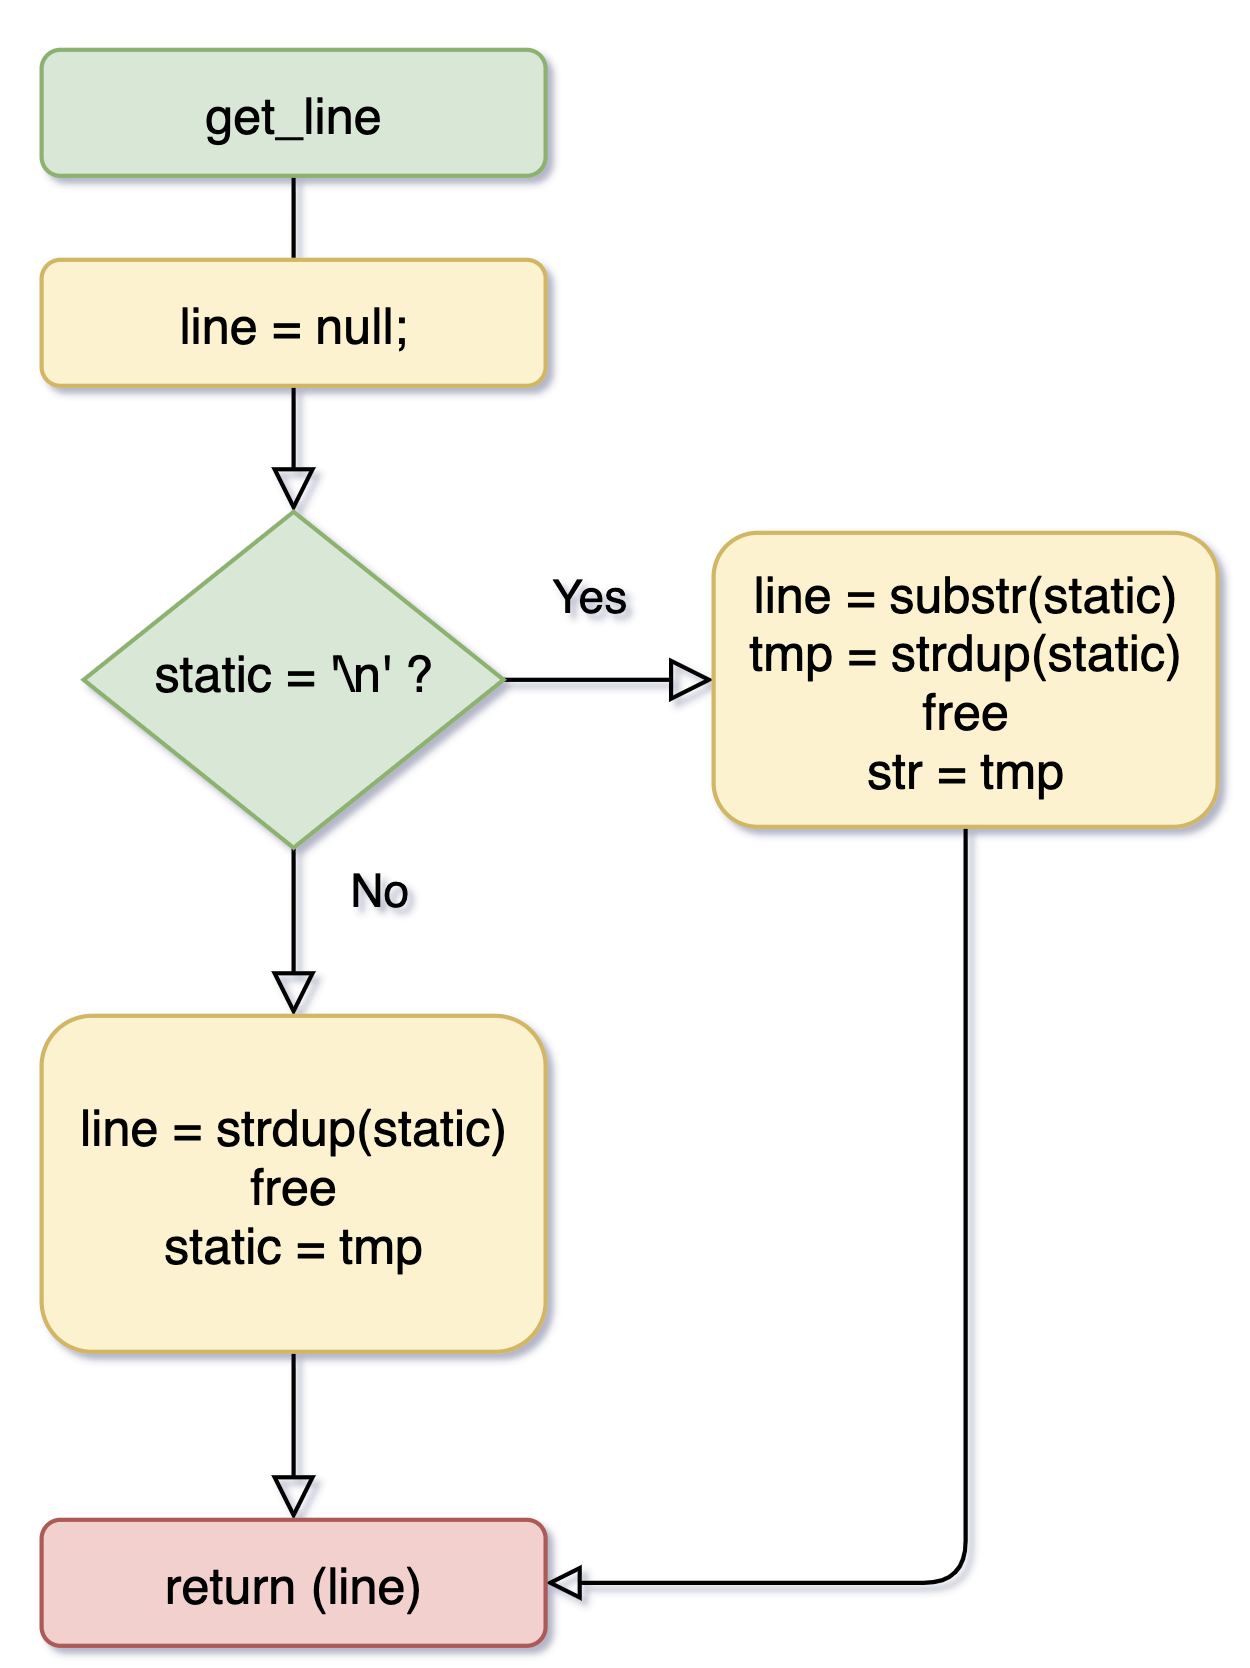 get_line
line = null;
static = '\n' ?
Yes
line = substr(static)
tmp = strdup(static)
free
str = tmp
No
line = strdup(static)
free
static = tmp
return (line)